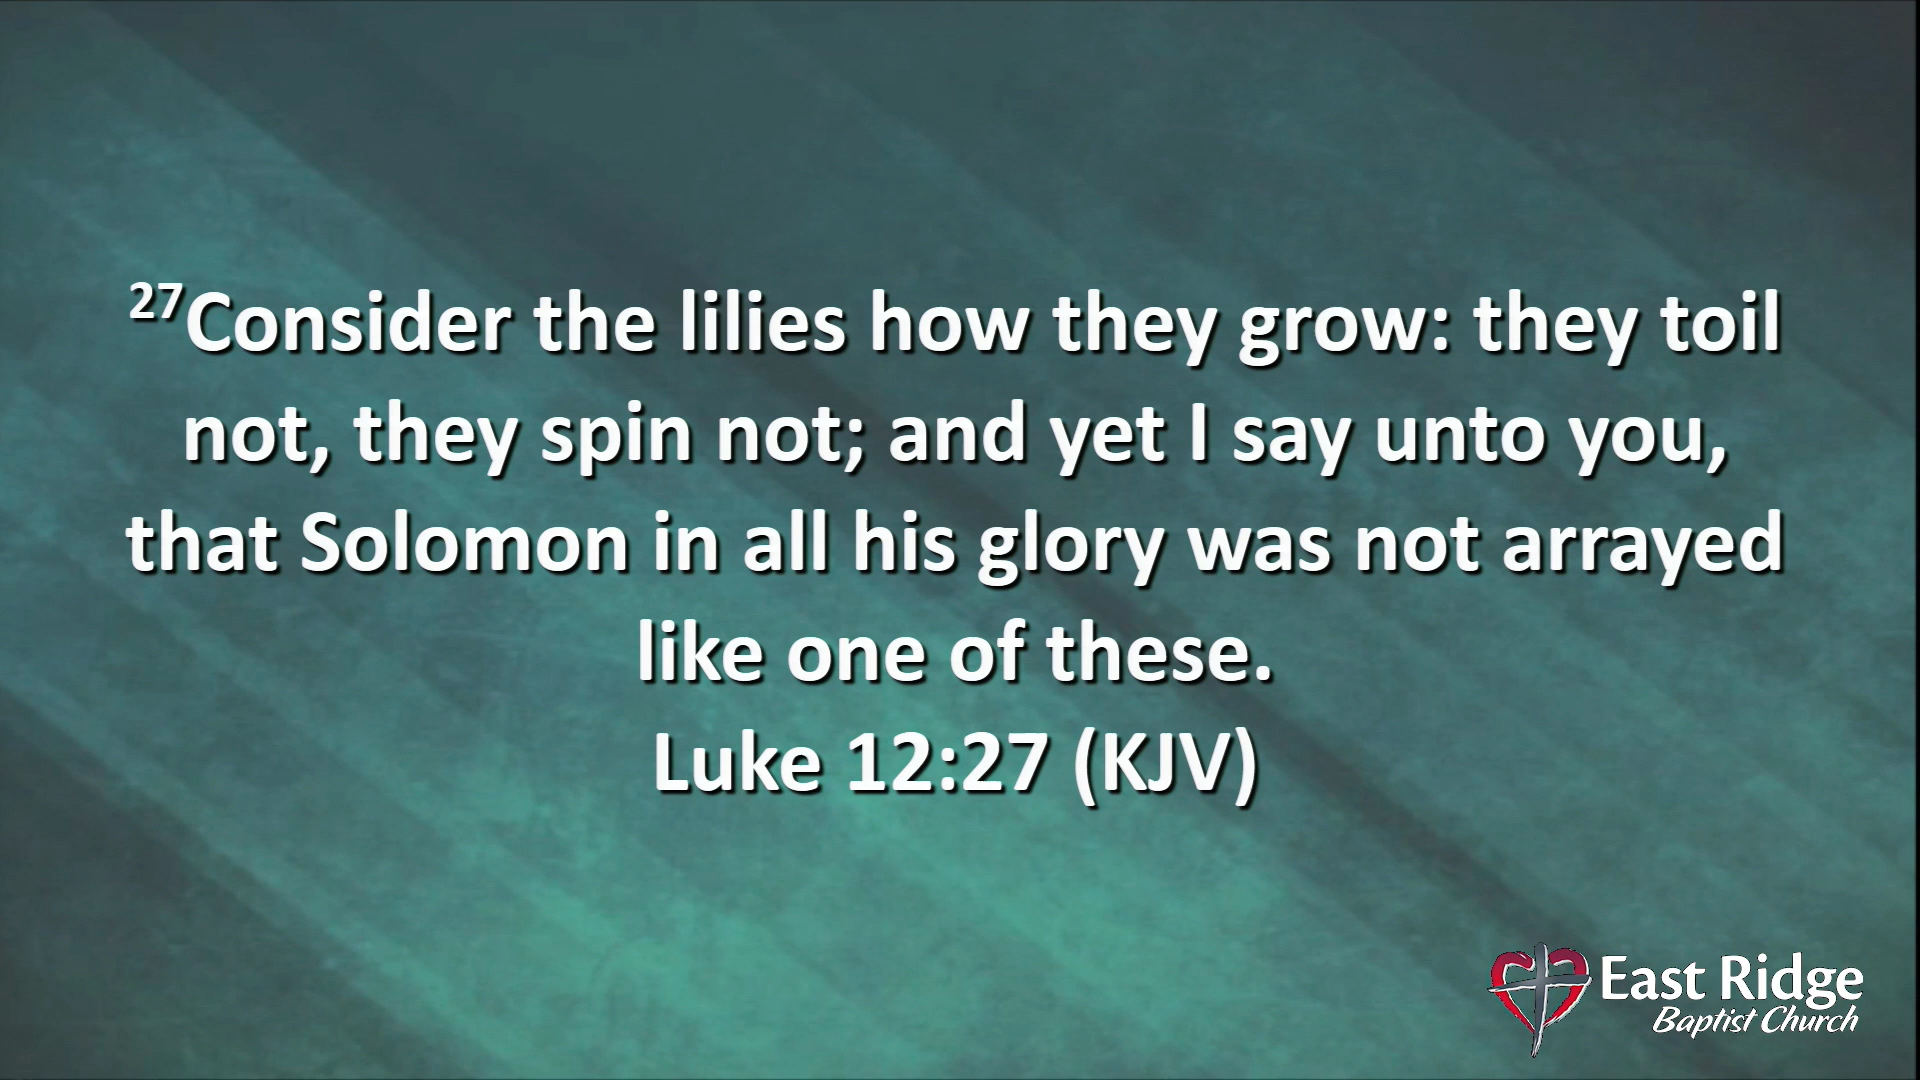 27Consider the lilies how they grow: they toil
not, they spin not; and yet I say unto you,
that Solomon in all his glory was not arrayed
like one of these.
Luke 12:27 (KJV)
East Ridge
Baptist Church